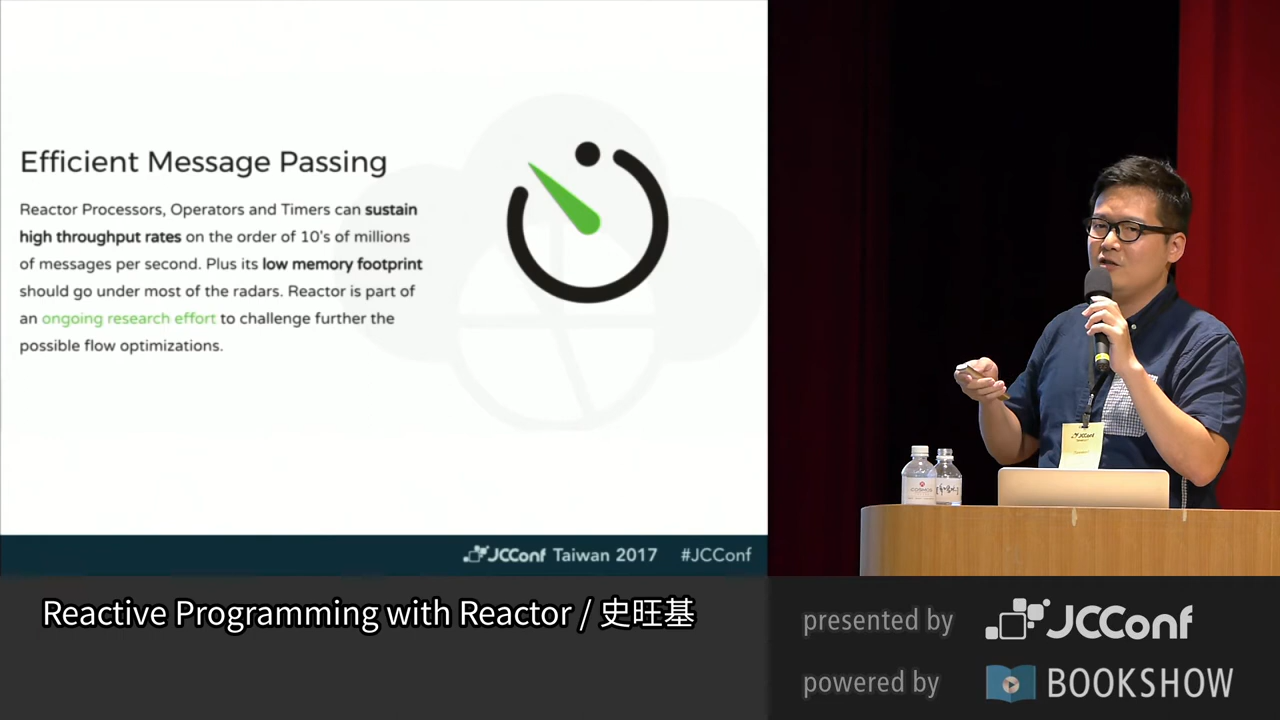 Efficient Message Passing
Reactor Processors, Operators and Timers can sustain
high throughput rates on the order of 10's of millions
of messages per second. Plus its low memory footprint
should go under most of the radars. Reactor is part of
an ongoing research effort to challenge further the
possible flow optimizations.
JCConf Taiwan 2017 #JCConf
JCConf
Reactive Programming with Reactor / 史旺基
presented by JCConf
powered by BOOKSHOW